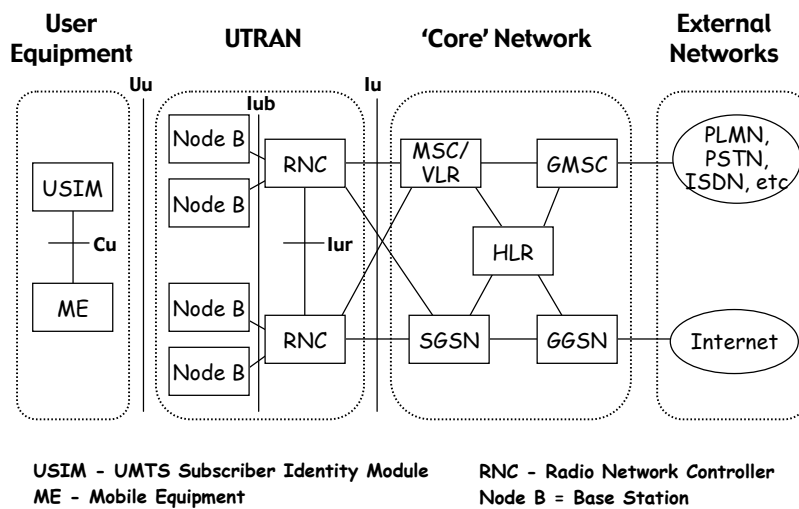 User
Equipment
UTRAN
'Core' Network
External
Networks
Uu
Iub
Iu
Node B
Node B
RNC
MSC/
VLR
GMSC
PLMN,
PSTN,
ISDN, etc
USIM
Cu
Iur
HLR
ME
Node B
Node B
RNC
SGSN
GGSN
Internet
USIM - UMTS Subscriber Identity Module
ME - Mobile Equipment
RNC - Radio Network Controller
Node B = Base Station